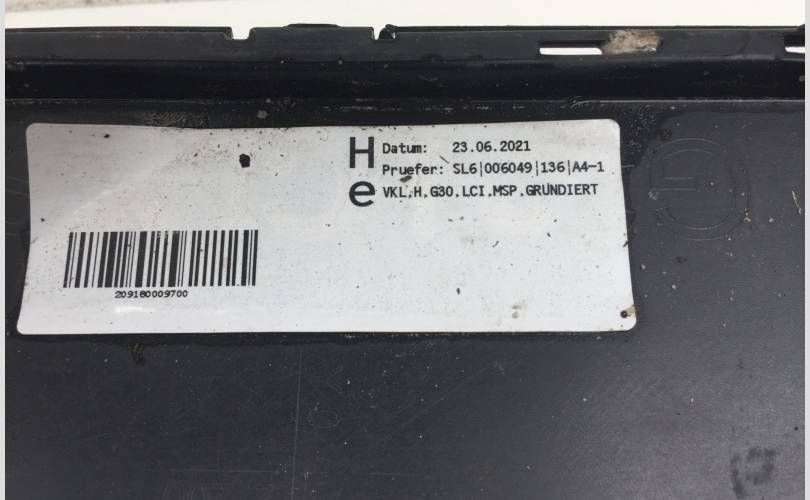 H
e
Datum: 23.06.2021
Pruefer: SL6|006049|136|A4-1
VKL,H,G30,LCI,MSP,GRUNDIERT
209180009700